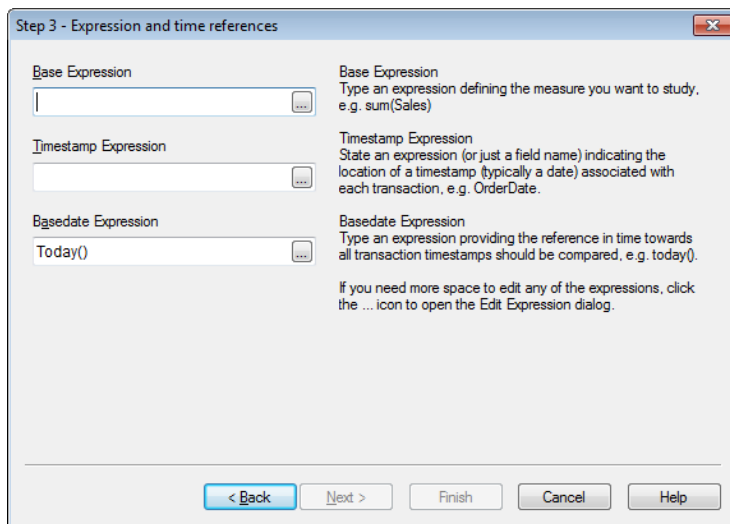 Step 3 - Expression and time references
Base Expression
...
Timestamp Expression
...
Basedate Expression
Today()
...
Base Expression
Type an expression defining the measure you want to study,
e.g. sum(Sales)
Timestamp Expression
State an expression (or just a field name) indicating the
location of a timestamp (typically a date) associated with
each transaction, e.g. OrderDate.
Basedate Expression
Type an expression providing the reference in time towards
all transaction timestamps should be compared, e.g. today().
If you need more space to edit any of the expressions, click
the ... icon to open the Edit Expression dialog.
< Back
Next >
Finish
Cancel
Help